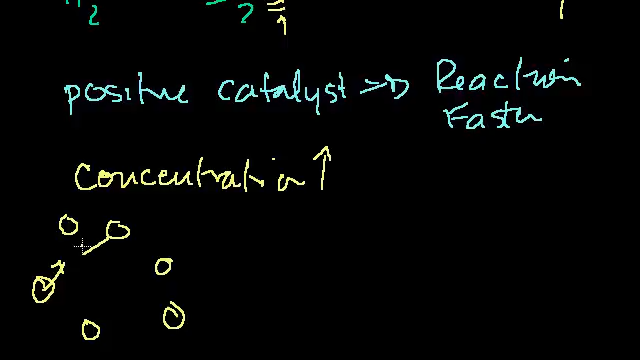 positive catalyst → Reaction
Faster
Concentration ↑